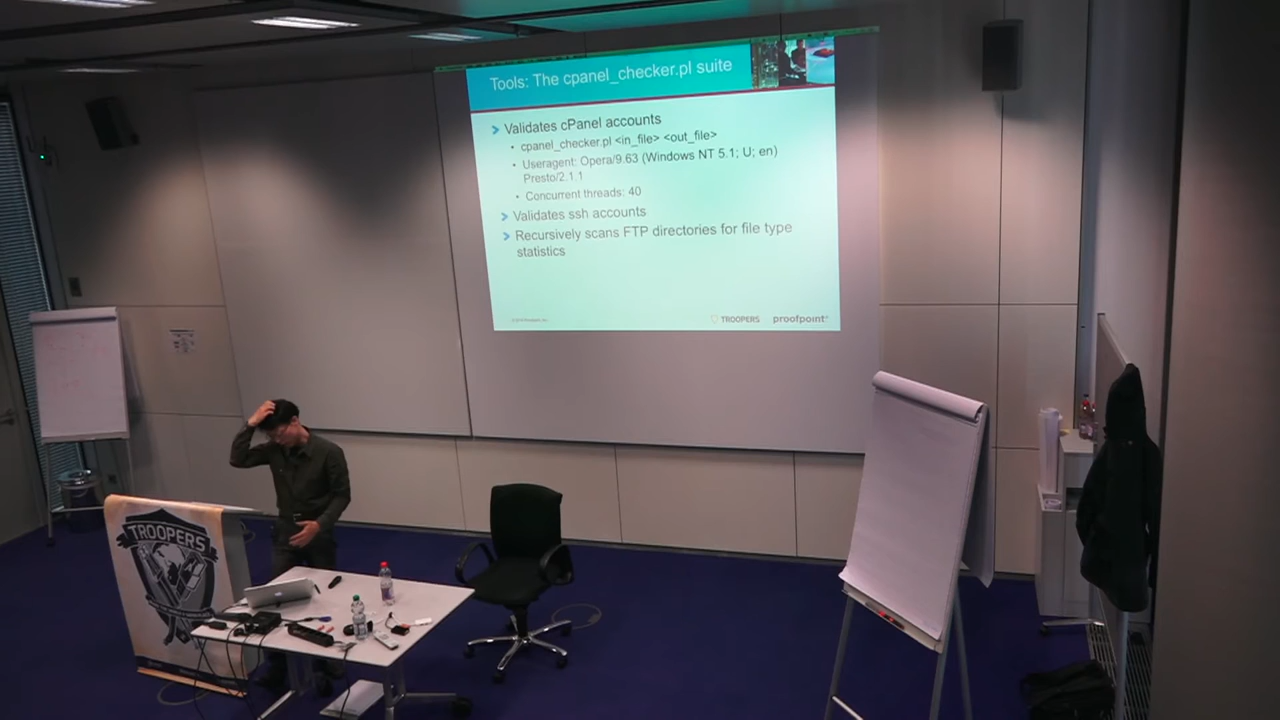 Tools: The cpanel_checker.pl suite
Validates cPanel accounts
cpanel_checker.pl <in_file> <out_file>
Useragent: Opera/9.63 (Windows NT 5.1; U; en)
Presto/2.1.1
Concurrent threads: 40
Validates ssh accounts
Recursively scans FTP directories for file type
statistics
TROOPERS proofpoint
TROOPERS